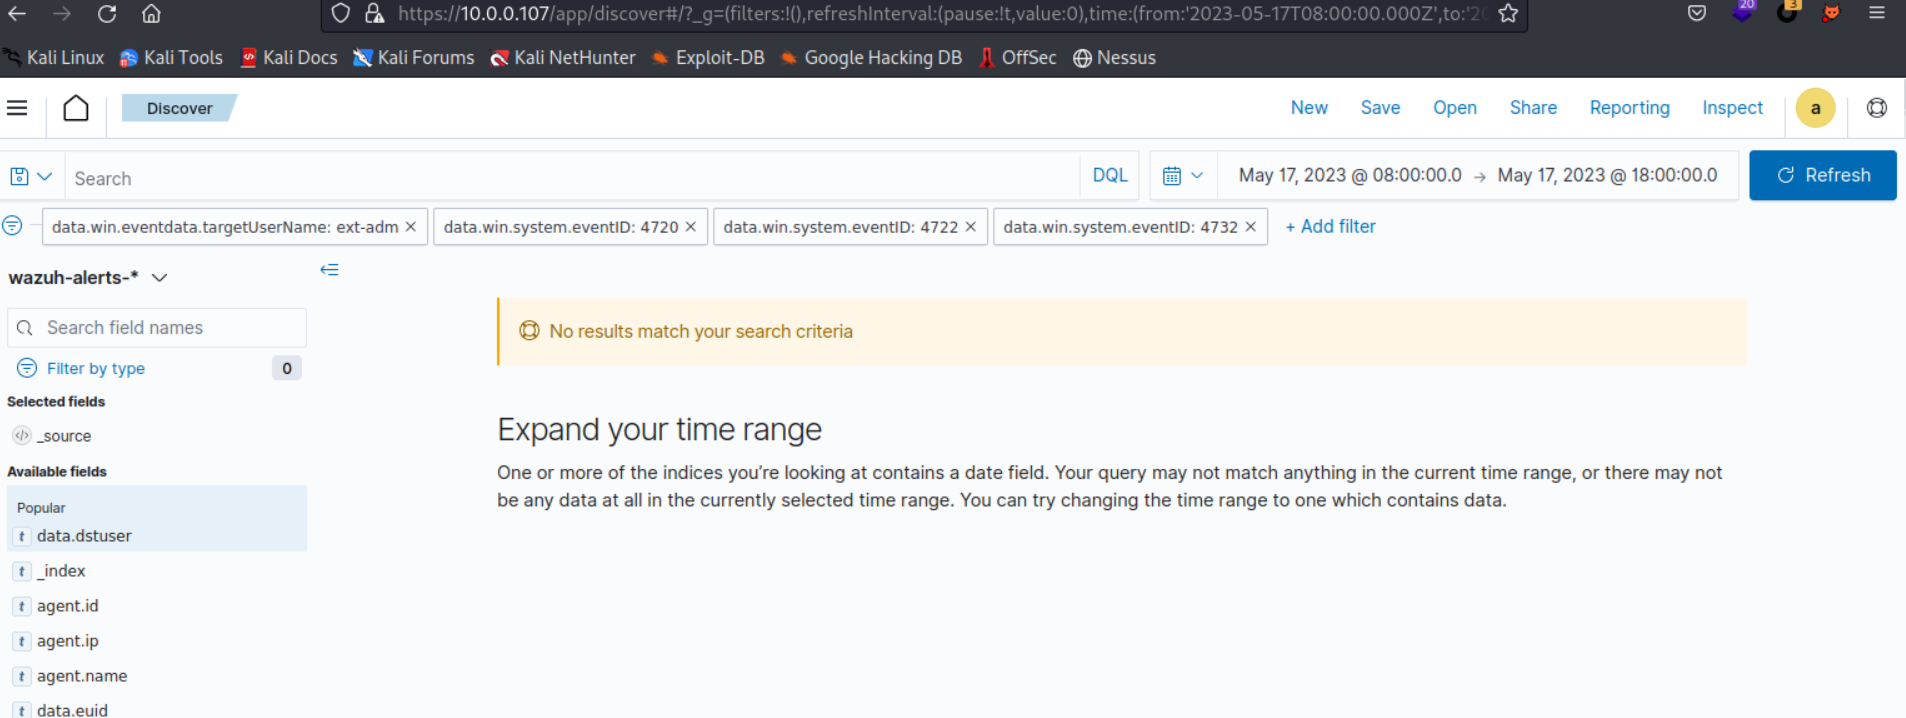 https://10.0.0.107/app/discover#/?_g=(filters:!(),refreshInterval:(pause:!t,value:0),time:(from:'2023-05-17T08:00:00.000Z',to:'20
20
3
Kali Linux Kali Tools Kali Docs Kali Forums Kali NetHunter Exploit-DB Google Hacking DB OffSec Nessus
Discover New Save Open Share Reporting Inspect a
Search DQL May 17, 2023 @ 08:00:00.0 → May 17, 2023 @ 18:00:00.0 Refresh
data.win.eventdata.targetUserName: ext-adm × data.win.system.eventID: 4720 × data.win.system.eventID: 4722 × data.win.system.eventID: 4732 × + Add filter
wazuh-alerts-*
Search field names
Filter by type 0
Selected fields
_source
Available fields
Popular
t data.dstuser
t _index
t agent.id
t agent.ip
t agent.name
t data.euid
No results match your search criteria
Expand your time range
One or more of the indices you’re looking at contains a date field. Your query may not match anything in the current time range, or there may not
be any data at all in the currently selected time range. You can try changing the time range to one which contains data.